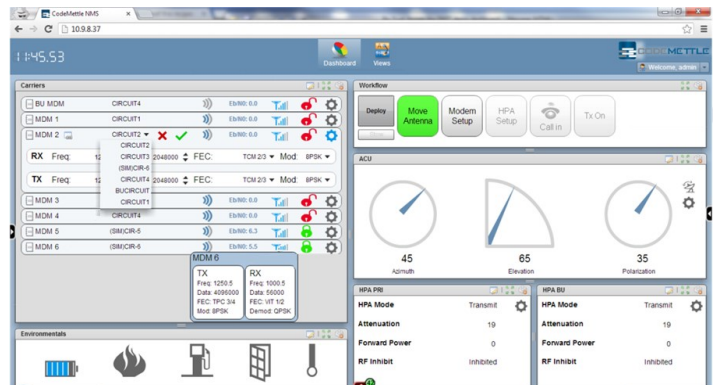 CodeMettle NMS
10.9.8.37
11:45.53
Dashboard
Views
CODEMETTLE
Welcome, admin
Carriers
BU MDM CIRCUIT4 Eb/N0: 0.0
MDM 1 CIRCUIT1 Eb/N0: 0.0
MDM 2 CIRCUIT2 Eb/N0: 0.0
CIRCUIT2
CIRCUIT3
(SIM)CIR-6
CIRCUIT4
BUCIRCUIT
CIRCUIT1
RX Freq: 2048000 FEC: TCM 2/3 Mod: 8PSK
TX Freq: 2048000 FEC: TCM 2/3 Mod: 8PSK
MDM 3 Eb/N0: 0.0
MDM 4 CIRCUIT4 Eb/N0: 0.0
MDM 5 (SIM)CIR-5 Eb/N0: 6.3
MDM 6 (SIM)CIR-6 Eb/N0: 5.5
MDM 6
TX
Freq: 1250.5
Data: 4096000
FEC: TPC 3/4
Mod: 8PSK
RX
Freq: 1000.5
Data: 56000
FEC: VIT 1/2
Demod: QPSK
Environmentals
Workflow
Deploy
Move Antenna
Modem Setup
HPA Setup
Call in
Tx On
ACU
45
Azimuth
65
Elevation
35
Polarization
HPA PRI
HPA Mode Transmit
Attenuation 19
Forward Power 0
RF Inhibit Inhibited
HPA BU
HPA Mode Transmit
Attenuation 19
Forward Power 0
RF Inhibit Inhibited